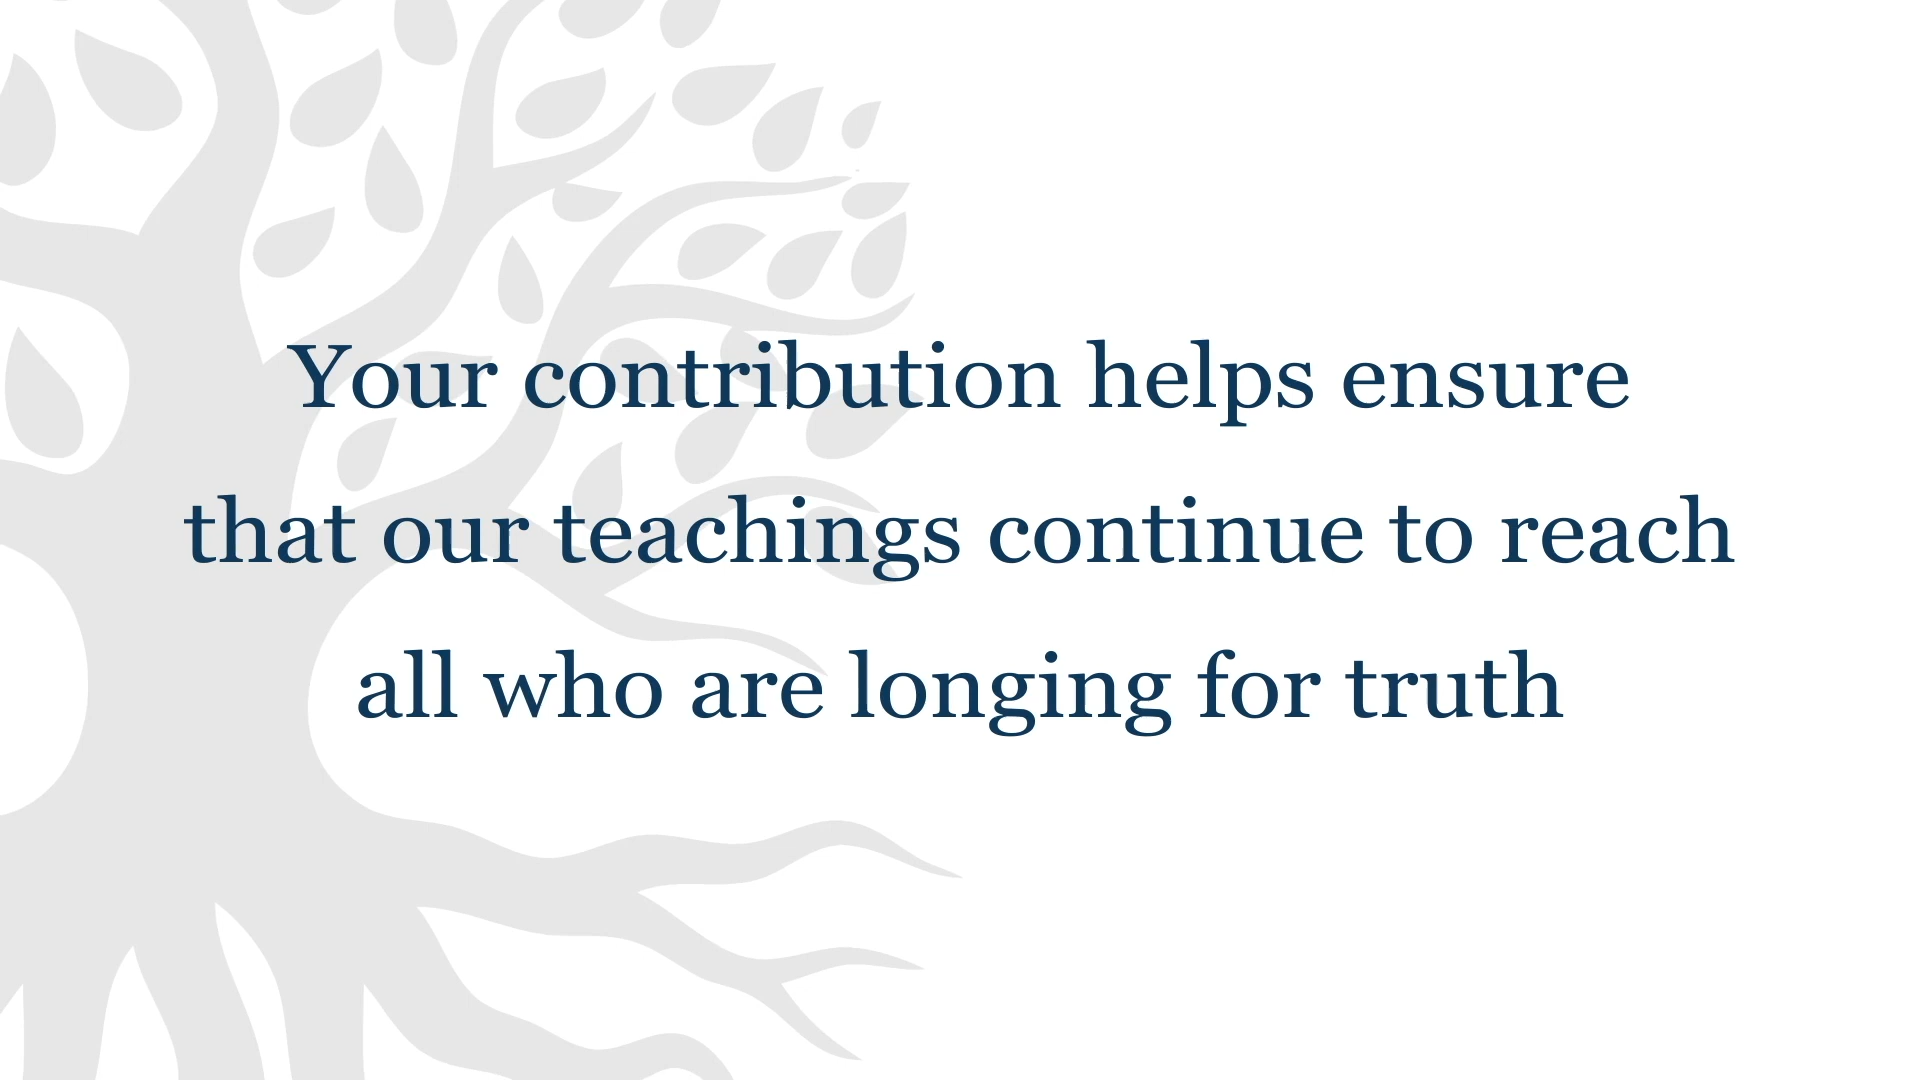 Your contribution helps ensure
that our teachings continue to reach
all who are longing for truth